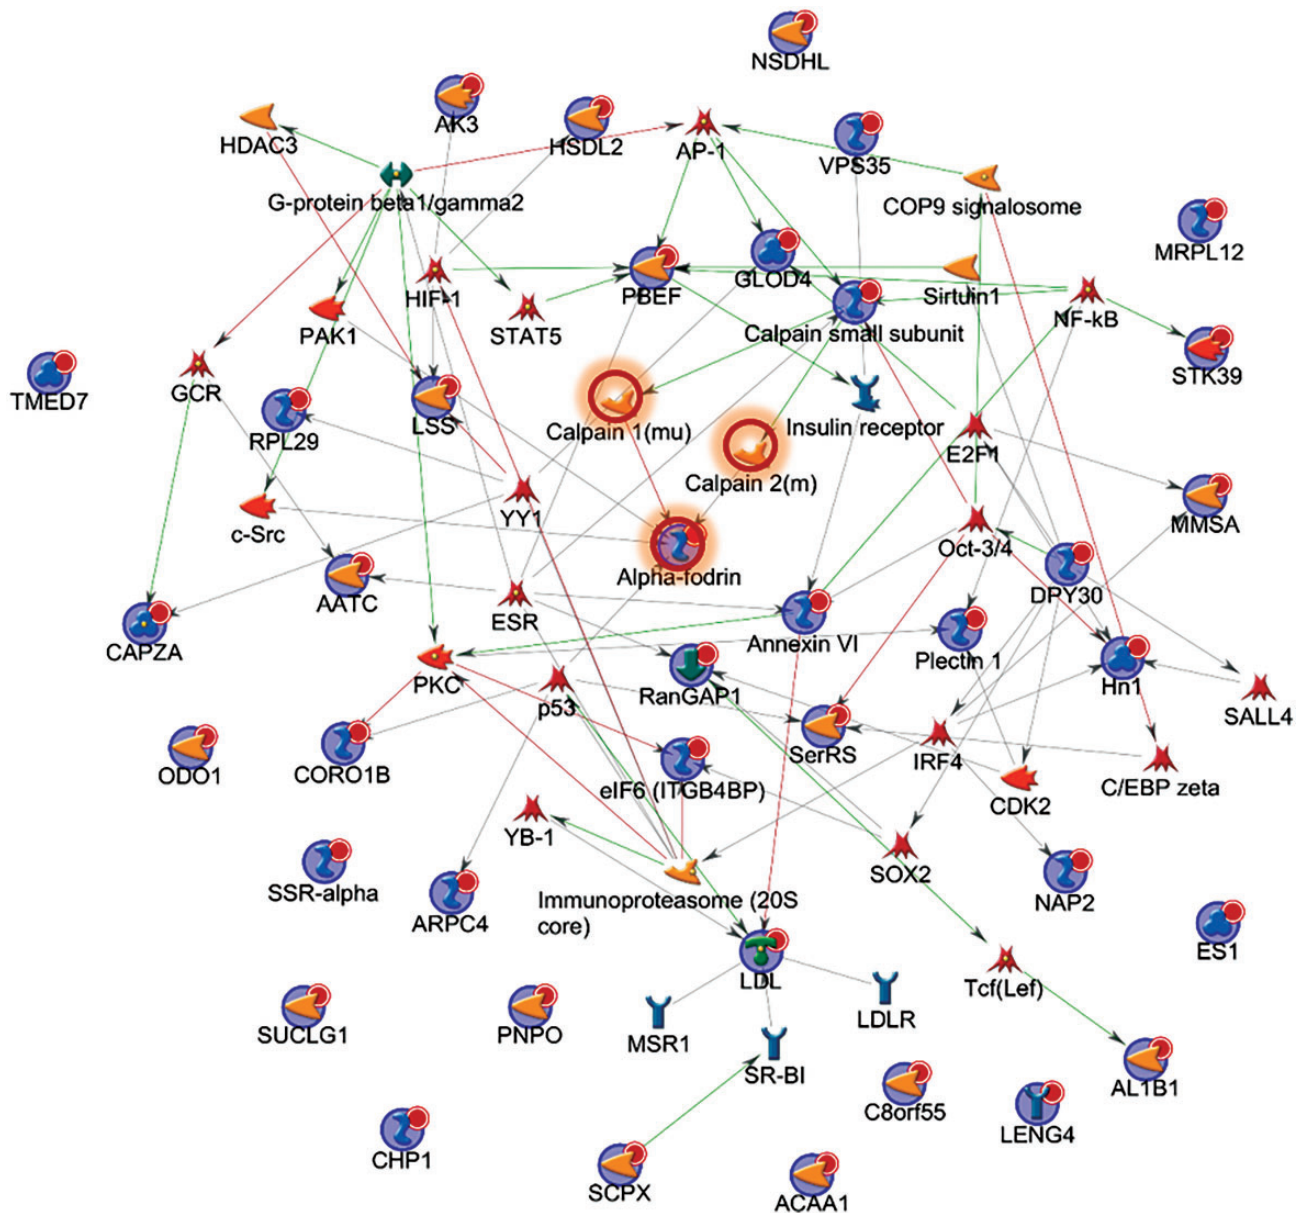 NSDHL
AK3
HDAC3
HSDL2
AP-1
VPS35
G-protein beta1/gamma2
COP9 signalosome
MRPL12
HIF-1
PBEF
GLOD4
Sirtuin1
PAK1
STAT5
Calpain small subunit
NF-kB
TMED7
GCR
STK39
RPL29
LSS
Calpain 1(mu)
Insulin receptor
E2F1
Calpain 2(m)
c-Src
YY1
MMSA
Oct-3/4
Alpha-fodrin
AATC
DPY30
ESR
CAPZA
Annexin VI
Plectin 1
PKC
Hn1
RanGAP1
p53
SALL4
ODO1
CORO1B
SerRS
IRF4
eIF6 (ITGB4BP)
C/EBP zeta
CDK2
YB-1
SOX2
SSR-alpha
Immunoproteasome (20S
core)
NAP2
ARPC4
ES1
LDL
Tcf(Lef)
SUCLG1
PNPO
MSR1
LDLR
SR-BI
AL1B1
C8orf55
LENG4
CHP1
SCPX
ACAA1